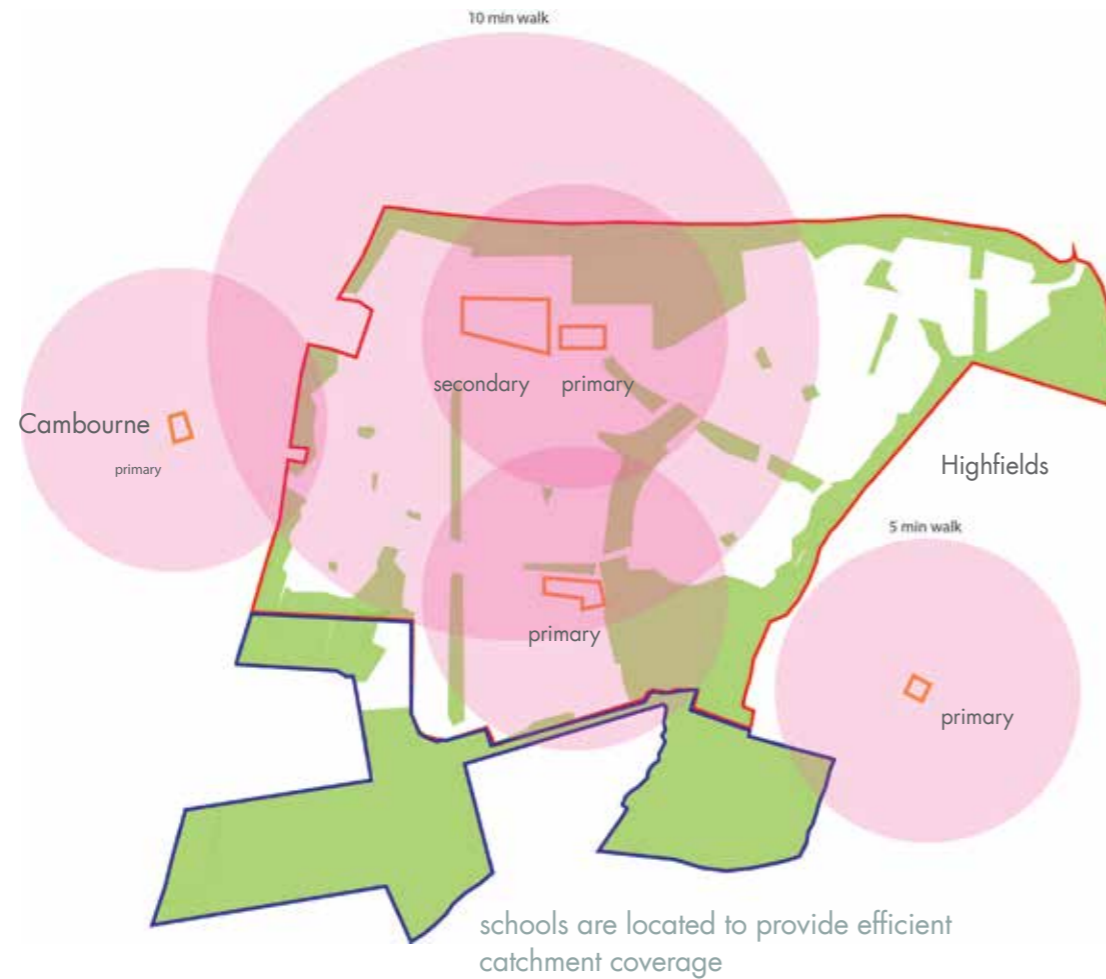 10 min walk
secondary
primary
Cambourne
primary
Highfields
5 min walk
primary
primary
schools are located to provide efficient
catchment coverage